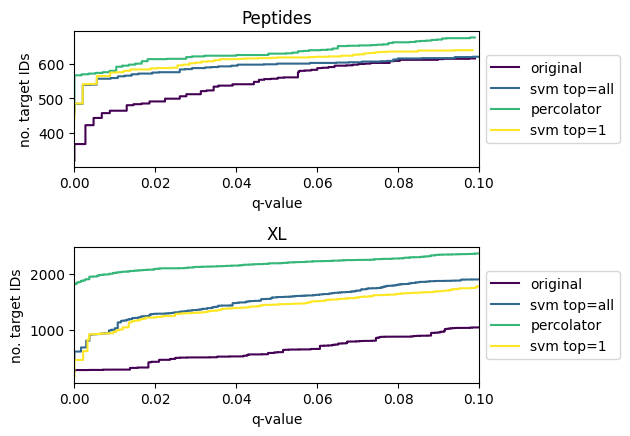 Peptides
no. target IDs
600
500
400
0.00 0.02 0.04 0.06 0.08 0.10
q-value
original
svm top=all
percolator
svm top=1
XL
no. target IDs
2000
1000
0.00 0.02 0.04 0.06 0.08 0.10
q-value
original
svm top=all
percolator
svm top=1